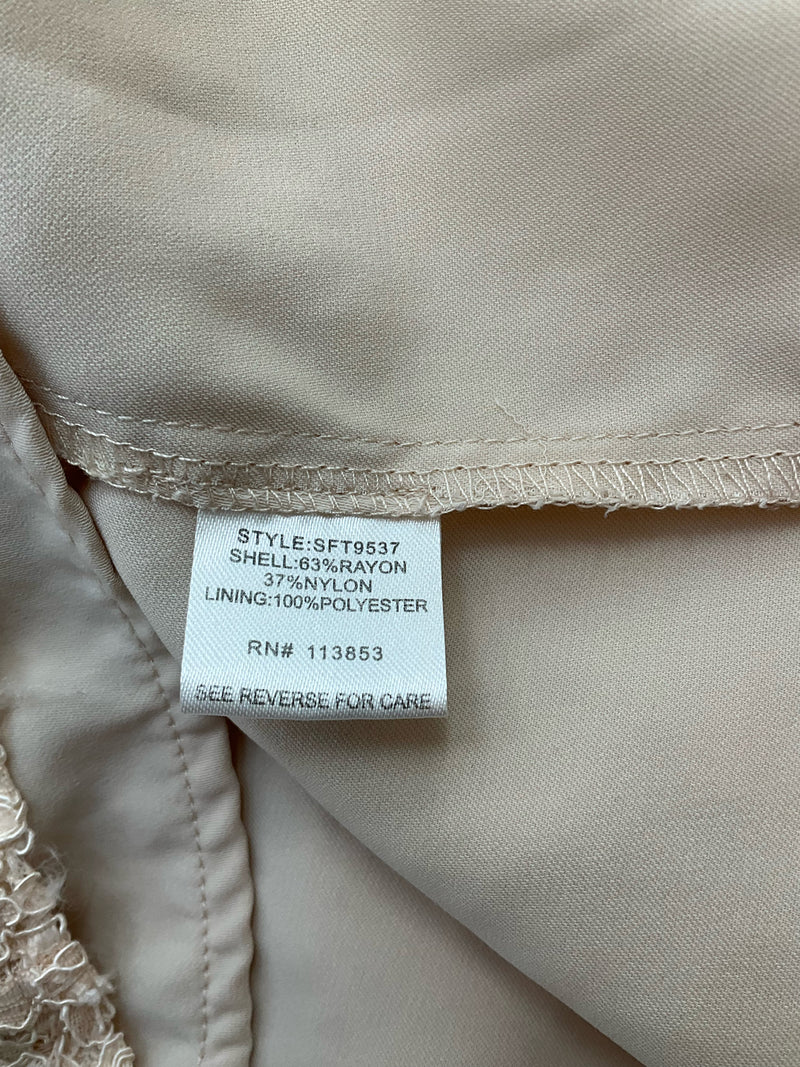 STYLE:SFT9537
SHELL:63%RAYON
37%NYLON
LINING:100%POLYESTER
RN# 113853
SEE REVERSE FOR CARE